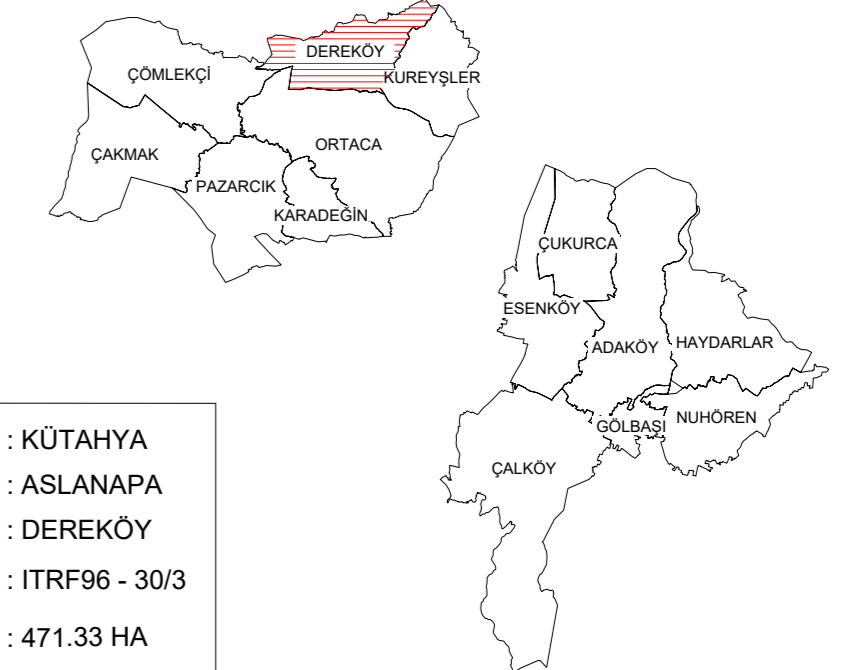 DEREKÖY
ÇÖMLEKÇİ
KUREYŞLER
ÇAKMAK
ORTACA
PAZARCIK
KARADEĞİN
ÇUKURCA
ESENKÖY
ADAKÖY
HAYDARLAR
GÖLBAŞI
NUHÖREN
ÇALKÖY
: KÜTAHYA
: ASLANAPA
: DEREKÖY
: ITRF96 - 30/3
: 471.33 HA